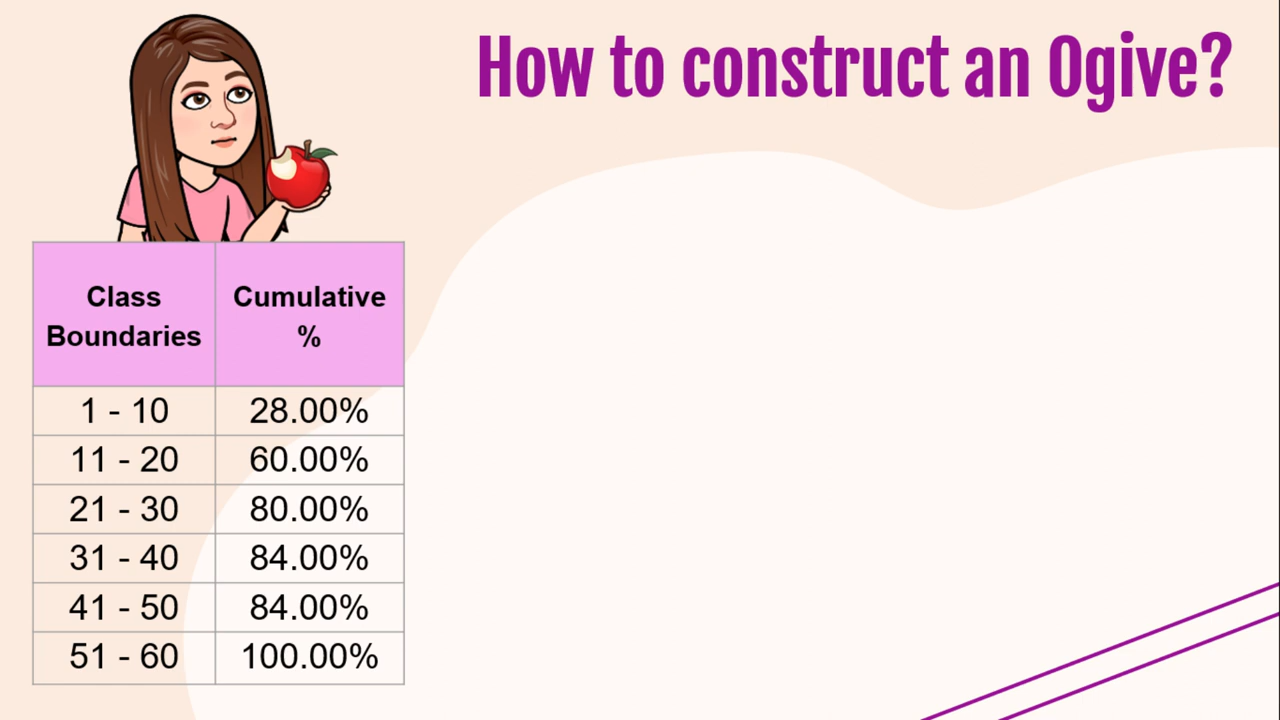 How to construct an Ogive?
Class Boundaries Cumulative %
1 - 10 28.00%
11 - 20 60.00%
21 - 30 80.00%
31 - 40 84.00%
41 - 50 84.00%
51 - 60 100.00%